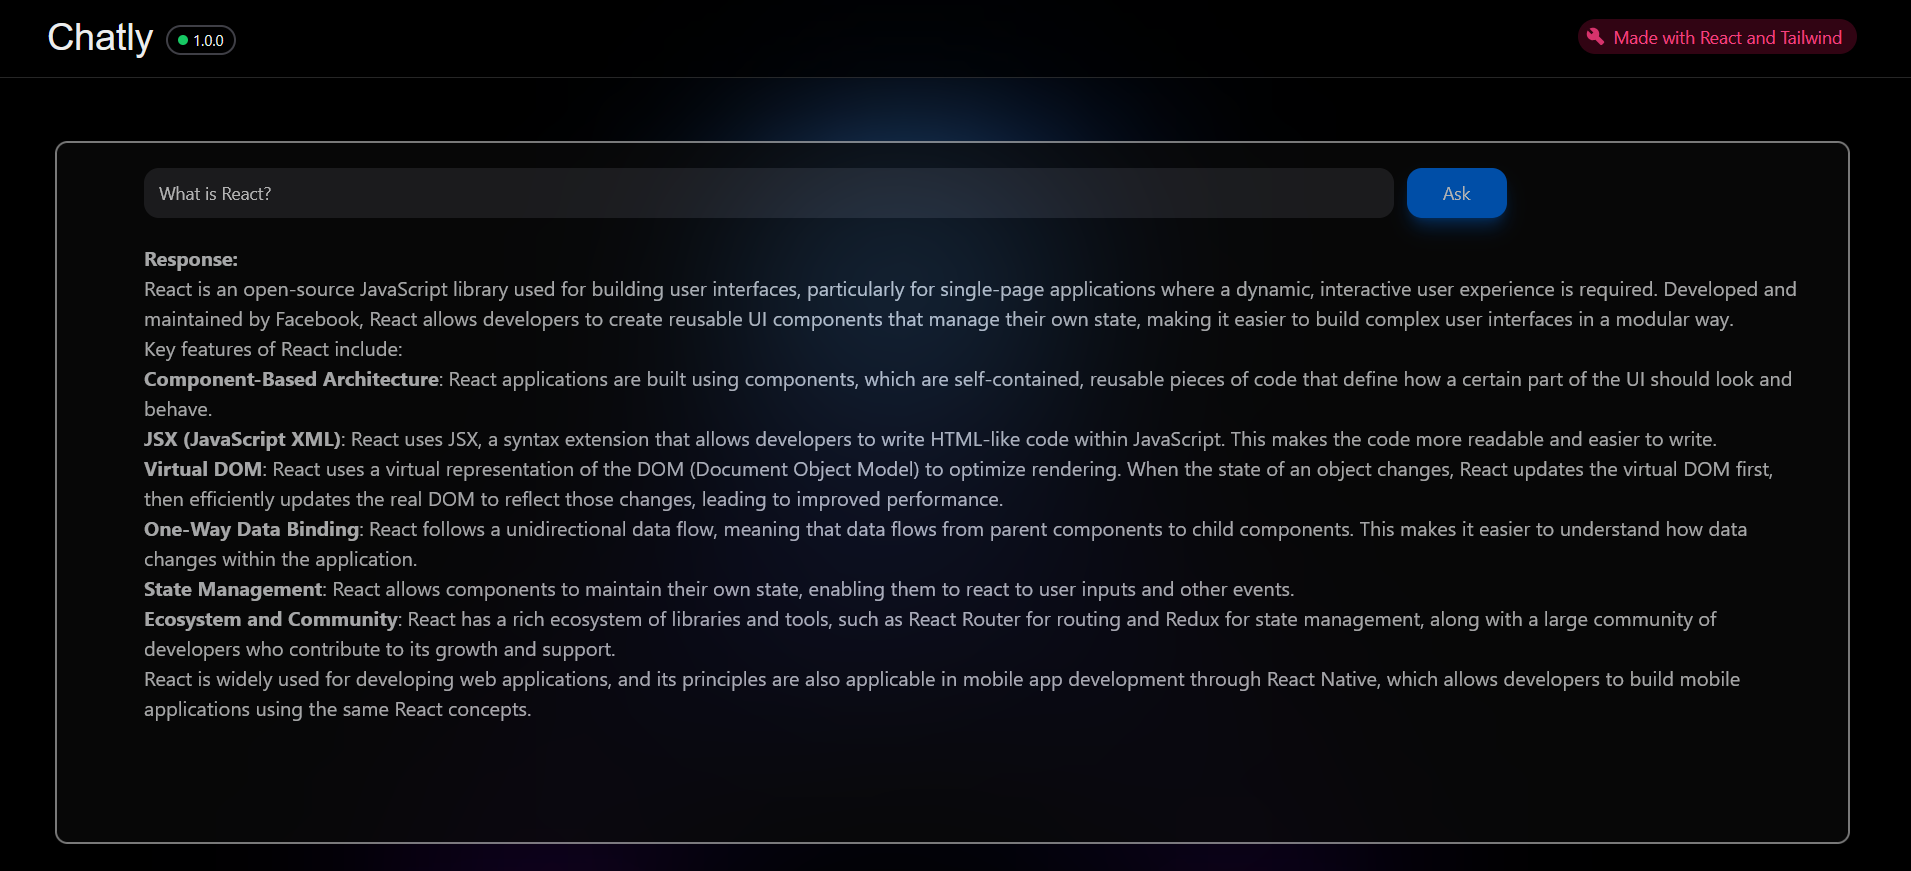 Chatly
1.0.0
Made with React and Tailwind
What is React?
Ask
Response:
React is an open-source JavaScript library used for building user interfaces, particularly for single-page applications where a dynamic, interactive user experience is required. Developed and
maintained by Facebook, React allows developers to create reusable UI components that manage their own state, making it easier to build complex user interfaces in a modular way.
Key features of React include:
Component-Based Architecture: React applications are built using components, which are self-contained, reusable pieces of code that define how a certain part of the UI should look and
behave.
JSX (JavaScript XML): React uses JSX, a syntax extension that allows developers to write HTML-like code within JavaScript. This makes the code more readable and easier to write.
Virtual DOM: React uses a virtual representation of the DOM (Document Object Model) to optimize rendering. When the state of an object changes, React updates the virtual DOM first,
then efficiently updates the real DOM to reflect those changes, leading to improved performance.
One-Way Data Binding: React follows a unidirectional data flow, meaning that data flows from parent components to child components. This makes it easier to understand how data
changes within the application.
State Management: React allows components to maintain their own state, enabling them to react to user inputs and other events.
Ecosystem and Community: React has a rich ecosystem of libraries and tools, such as React Router for routing and Redux for state management, along with a large community of
developers who contribute to its growth and support.
React is widely used for developing web applications, and its principles are also applicable in mobile app development through React Native, which allows developers to build mobile
applications using the same React concepts.